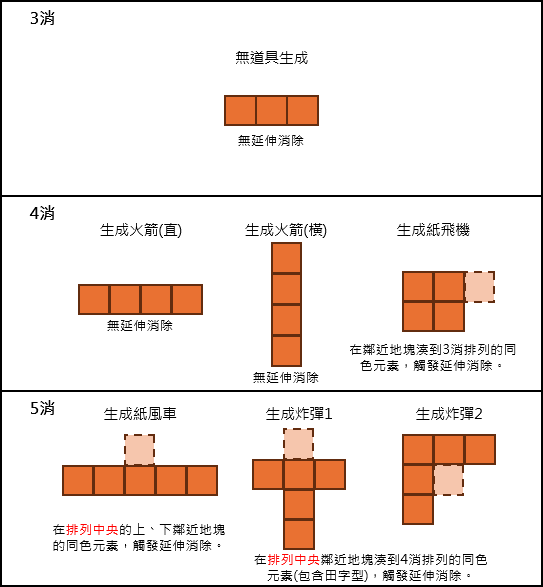 3消
無道具生成
無延伸消除
4消
生成火箭(直)
生成火箭(橫)
生成紙飛機
無延伸消除
無延伸消除
在鄰近地塊湊到3消排列的同
色元素，觸發延伸消除。
5消
生成紙風車
生成炸彈1
生成炸彈2
在排列中央的上、下鄰近地塊
的同色元素，觸發延伸消除。
在排列中央鄰近地塊湊到4消排列的同色
元素(包含田字型)，觸發延伸消除。